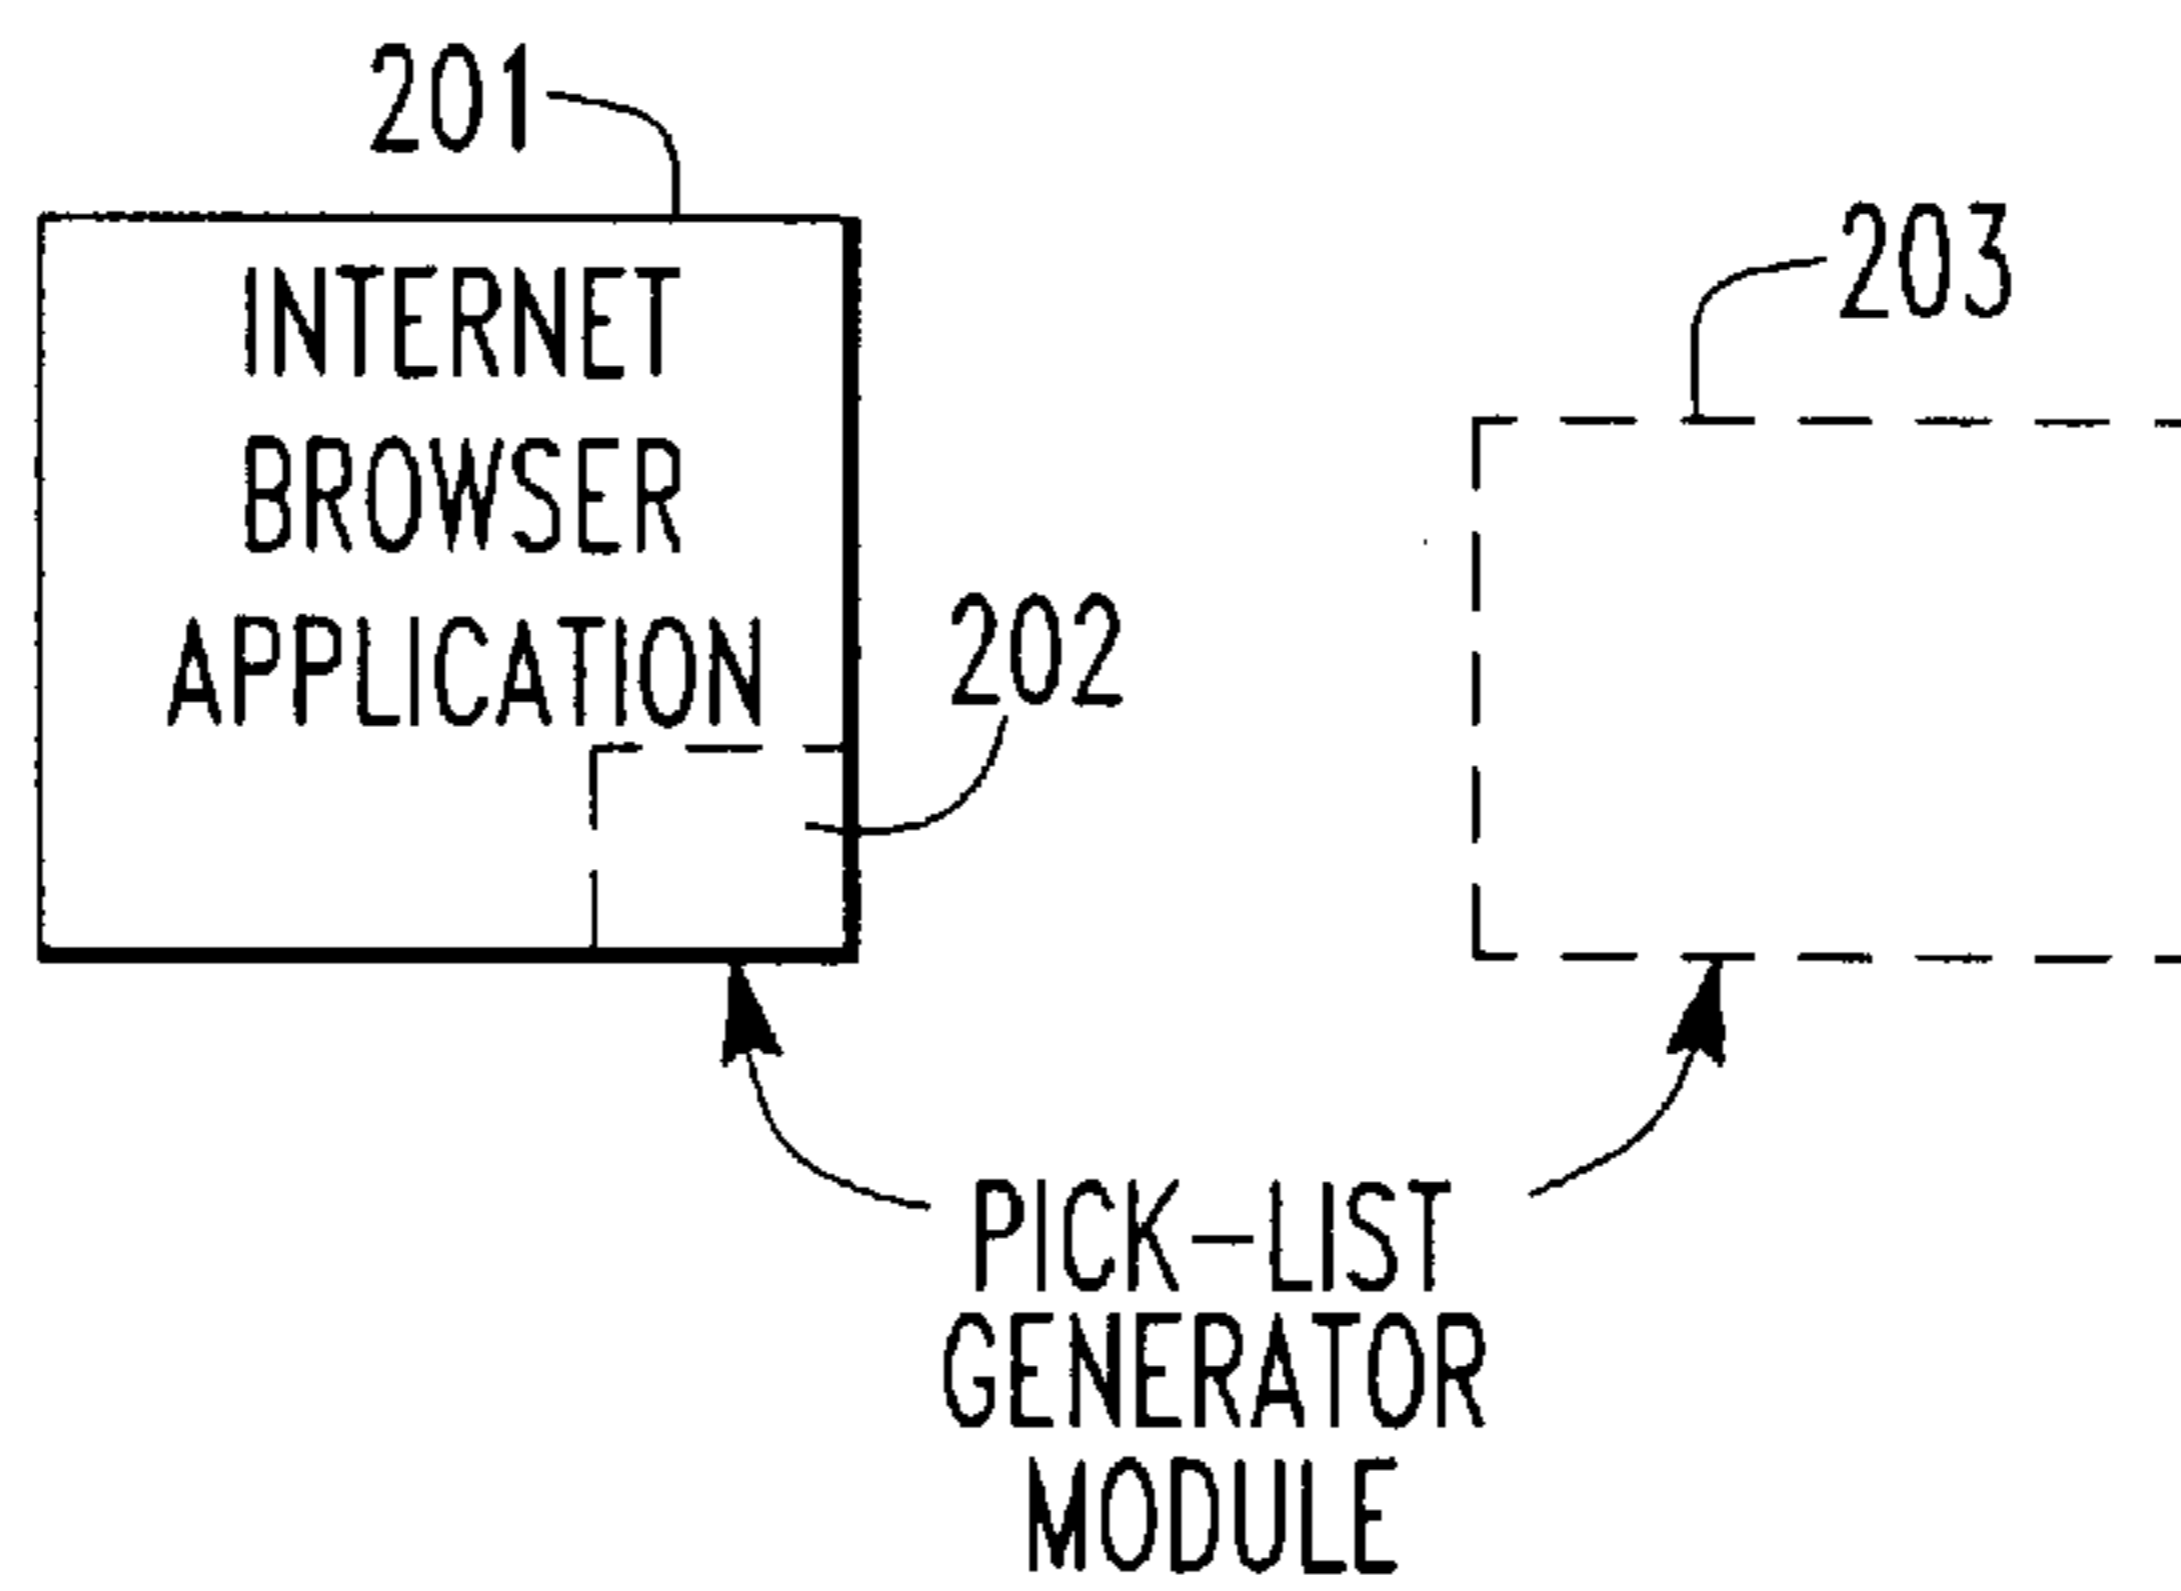 201
INTERNET
BROWSER
APPLICATION
202
203
PICK-LIST
GENERATOR
MODULE